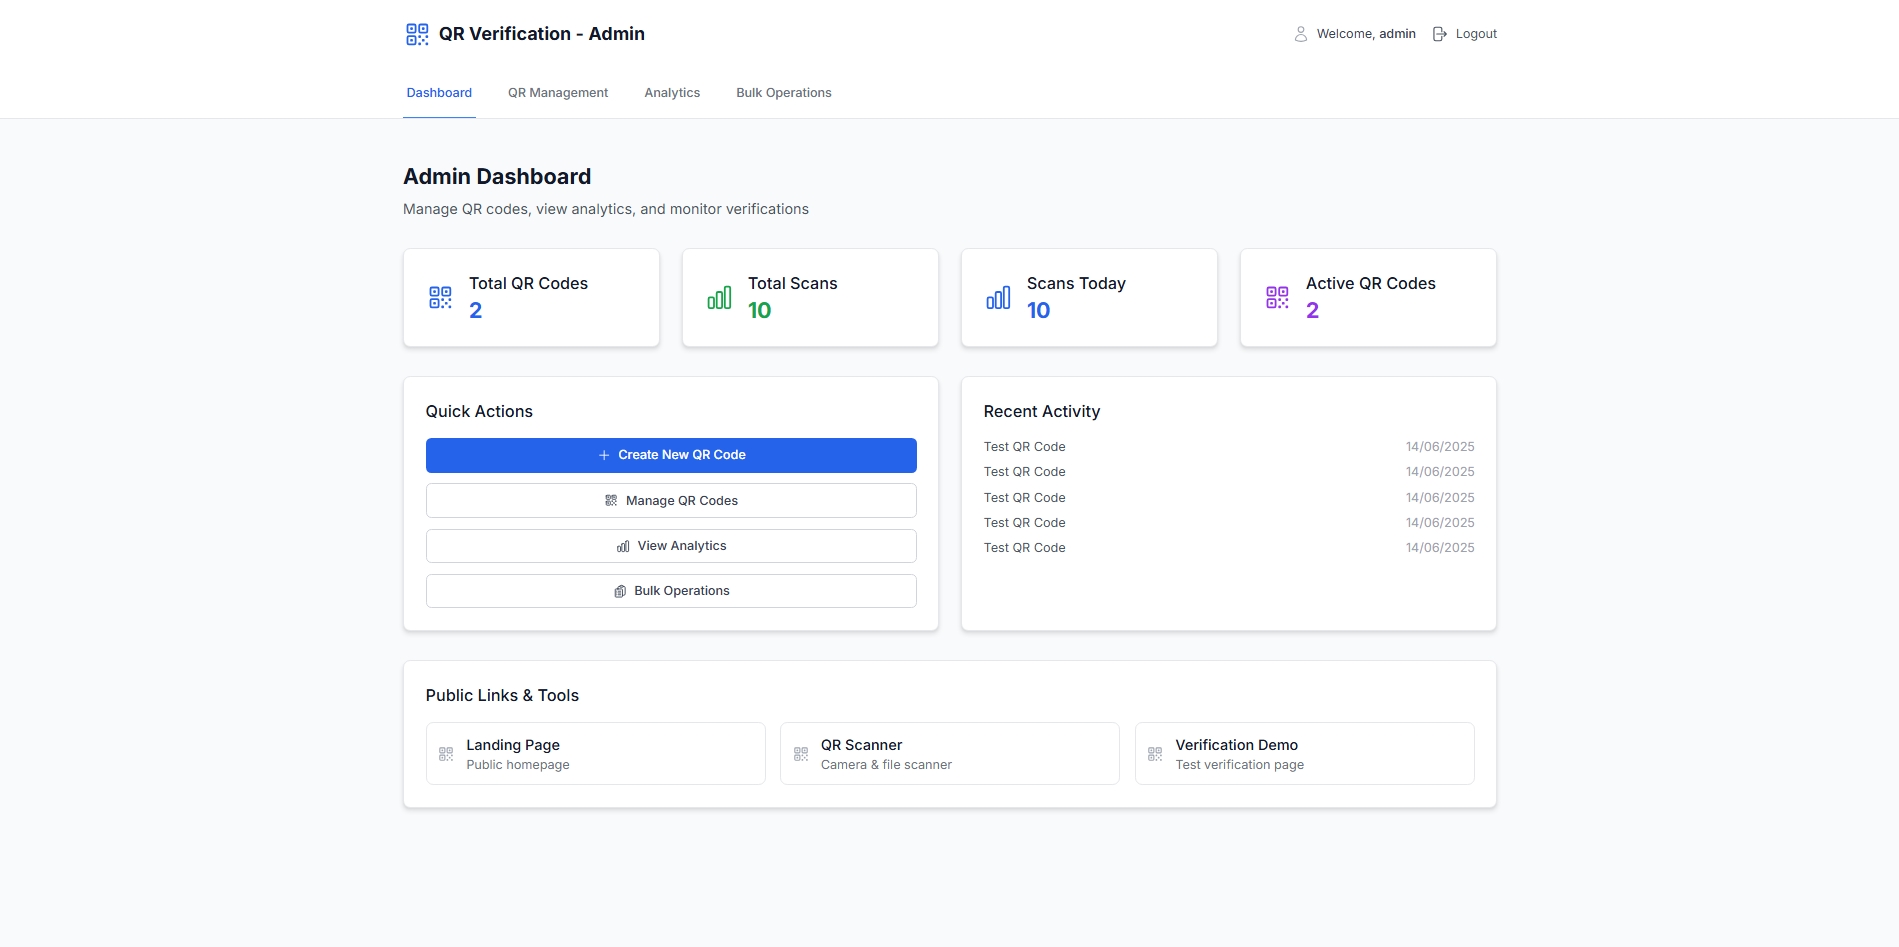 QR Verification - Admin
Welcome, admin
Logout
Dashboard
QR Management
Analytics
Bulk Operations
Admin Dashboard
Manage QR codes, view analytics, and monitor verifications
Total QR Codes
2
Total Scans
10
Scans Today
10
Active QR Codes
2
Quick Actions
Create New QR Code
Manage QR Codes
View Analytics
Bulk Operations
Recent Activity
Test QR Code 14/06/2025
Test QR Code 14/06/2025
Test QR Code 14/06/2025
Test QR Code 14/06/2025
Test QR Code 14/06/2025
Public Links & Tools
Landing Page
Public homepage
QR Scanner
Camera & file scanner
Verification Demo
Test verification page